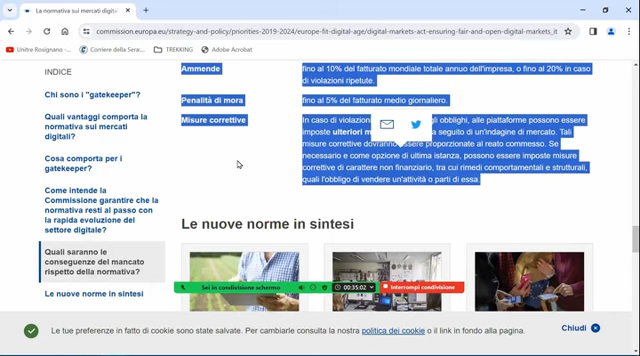 La normativa sui mercati digita
commission.europa.eu/strategy-and-policy/priorities-2019-2024/europe-fit-digital-age/digital-markets-act-ensuring-fair-and-open-digital-markets_it
Unitre Rosignano -...
Corriere della Sera:...
TREKKING
Adobe Acrobat
INDICE
Chi sono i "gatekeeper"?
Quali vantaggi comporta la
normativa sui mercati
digitali?
Cosa comporta per i
gatekeeper?
Come intende la
Commissione garantire che la
normativa resti al passo con
la rapida evoluzione del
settore digitale?
Quali saranno le
conseguenze del mancato
rispetto della normativa?
Le nuove norme in sintesi
Ammende
fino al 10% del fatturato mondiale totale annuo dell'impresa, o fino al 20% in caso
di violazioni ripetute.
Penalità di mora
fino al 5% del fatturato medio giornaliero.
Misure correttive
In caso di violazion gli obblighi, alle piattaforme possono essere
imposte ulteriori m a seguito di un'indagine di mercato. Tali
misure correttive dovranno essere proporzionate al reato commesso. Se
necessario e come opzione di ultima istanza, possono essere imposte misure
correttive di carattere non finanziario, tra cui rimedi comportamentali e strutturali,
quali l'obbligo di vendere un'attività o parti di essa.
Le nuove norme in sintesi
Sei in condivisione schermo
00:35:02
Interrompi condivisione
Le tue preferenze in fatto di cookie sono state salvate. Per cambiarle consulta la nostra politica dei cookie o il link in fondo alla pagina.
Chiudi